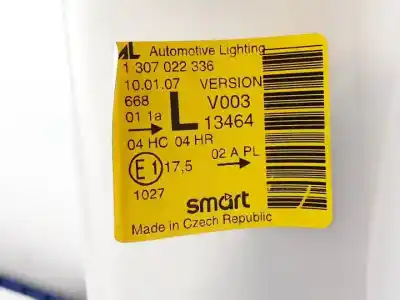 AL Automotive Lighting
1 307 022 336
10.01.07 VERSION
668 L V003
01 1a 13464
04 HC 04 HR
E1 17,5 02 A PL
1027
smart
Made in Czech Republic